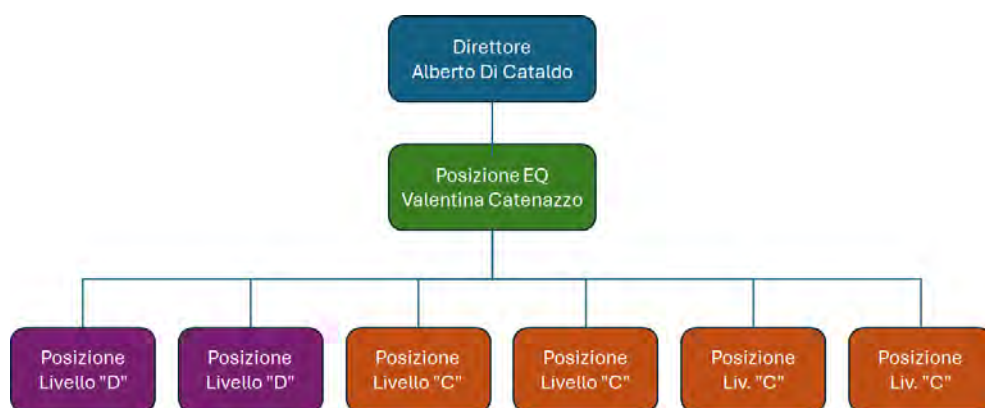 Direttore
Alberto Di Cataldo
Posizione EQ
Valentina Catenazzo
Posizione
Livello "D"
Posizione
Livello "D"
Posizione
Livello "C"
Posizione
Livello "C"
Posizione
Liv. "C"
Posizione
Liv. "C"